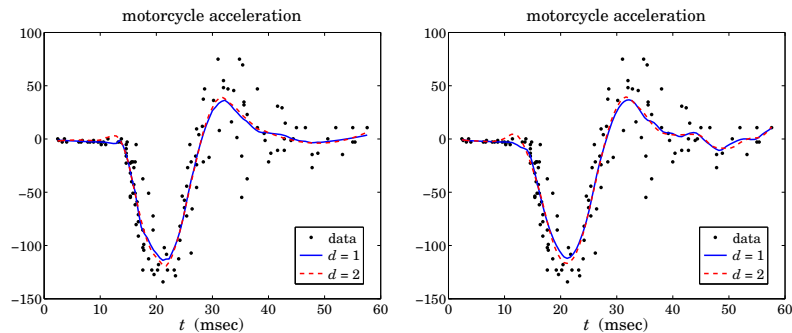 motorcycle acceleration
100
50
0
−50
−100
−150
0 10 20 30 40 50 60
t (msec)
data
d = 1
d = 2
motorcycle acceleration
100
50
0
−50
−100
−150
0 10 20 30 40 50 60
t (msec)
data
d = 1
d = 2